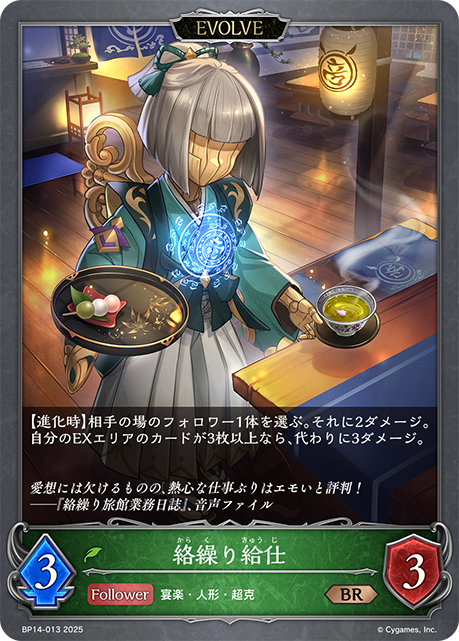 EVOLVE
【進化時】相手の場のフォロワー1体を選ぶ。それに2ダメージ。
自分のEXエリアのカードが3枚以上なら、代わりに3ダメージ。
愛想には欠けるものの、熱心な仕事ぶりはエモいと評判！
――『絡繰り旅館業務日誌』、音声ファイル
から く きゅう じ
絡繰り給仕
3
Follower 宴楽・人形・超克
BR
3
BP14-013 2025
© Cygames, Inc.